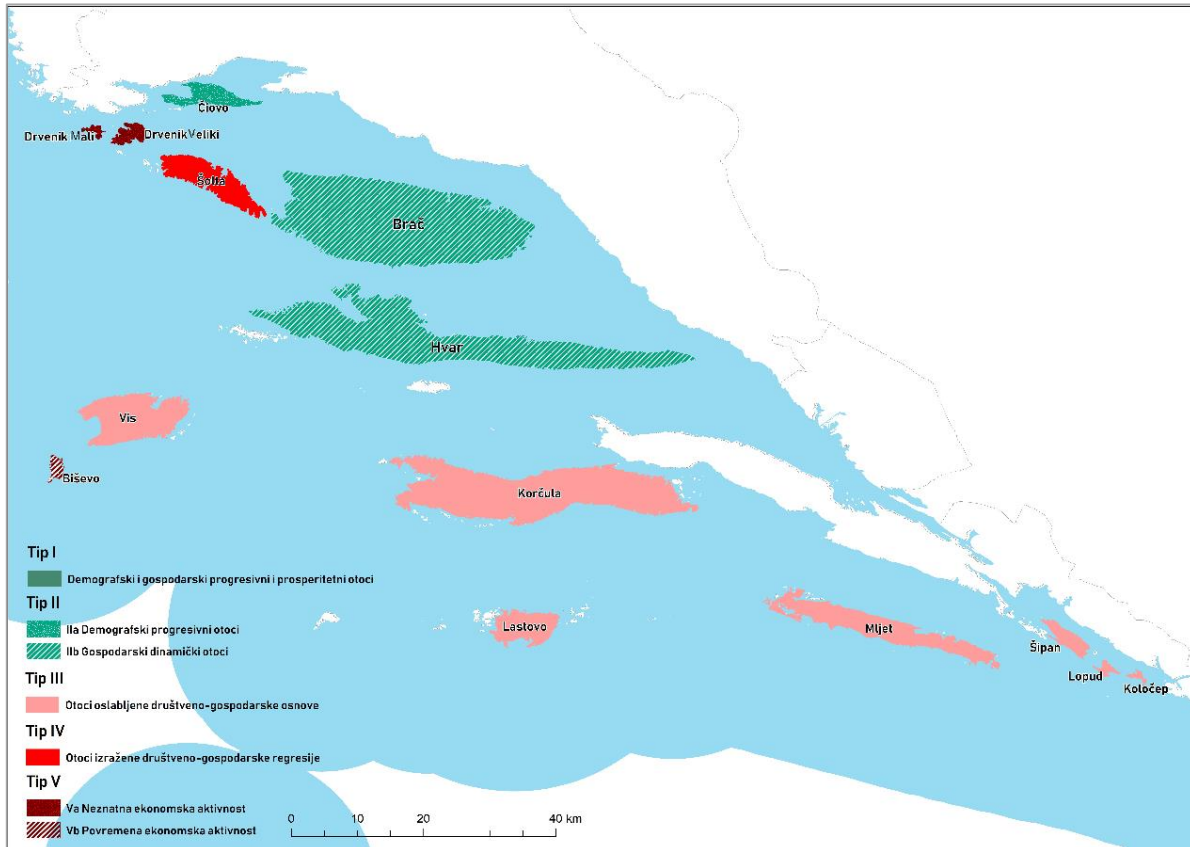 Čiovo
Drvenik Mali
Drvenik Veliki
Šolta
Brač
Hvar
Vis
Biševo
Korčula
Lastovo
Mljet
Šipan
Lopud
Koločep
Tip I
Demografski i gospodarski progresivni i prosperitetni otoci
Tip II
IIa Demografski progresivni otoci
IIb Gospodarski dinamički otoci
Tip III
Otoci oslabljene društveno-gospodarske osnove
Tip IV
Otoci izražene društveno-gospodarske regresije
Tip V
Va Neznatna ekonomska aktivnost
Vb Povremena ekonomska aktivnost
0 10 20 40 km